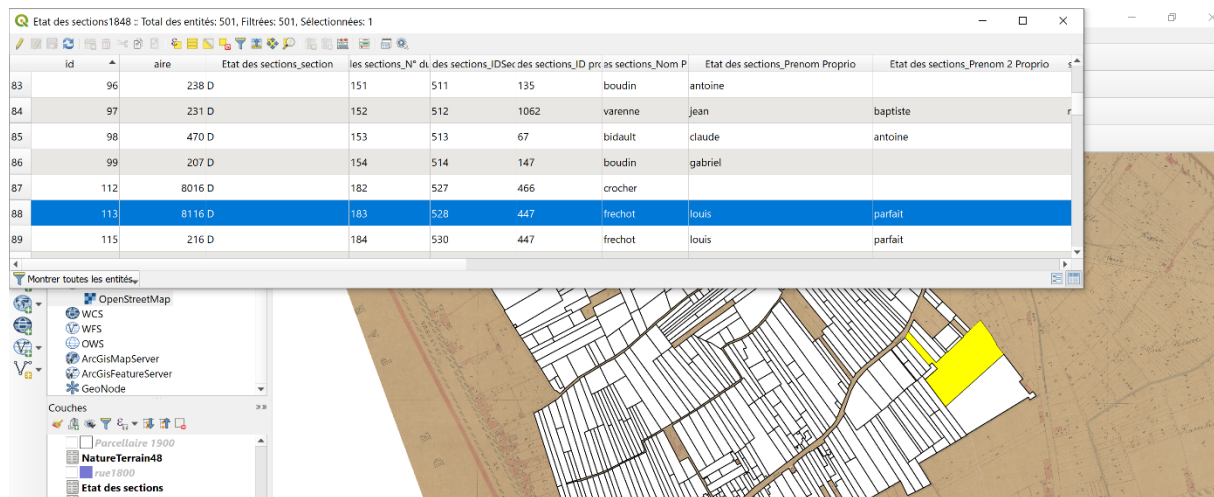 Etat des sections1848 :: Total des entités: 501, Filtrées: 501, Sélectionnées: 1
id aire Etat des sections_section les sections_N° du des sections_IDSec des sections_ID pro es sections_Nom P Etat des sections_Prenom Proprio Etat des sections_Prenom 2 Proprio s
83 96 238 D 151 511 135 boudin antoine
84 97 231 D 152 512 1062 varenne jean baptiste r
85 98 470 D 153 513 67 bidault claude antoine
86 99 207 D 154 514 147 boudin gabriel
87 112 8016 D 182 527 466 crocher
88 113 8116 D 183 528 447 frechot louis parfait
89 115 216 D 184 530 447 frechot louis parfait
Montrer toutes les entités
OpenStreetMap
WCS
WFS
OWS
ArcGisMapServer
ArcGisFeatureServer
GeoNode
Couches
Parcellaire 1900
NatureTerrain48
rue1800
Etat des sections